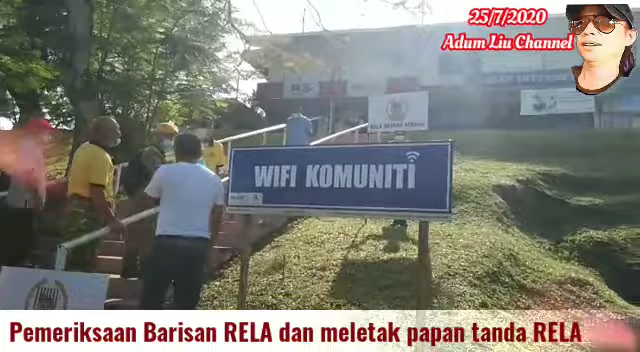 25/7/2020
Adum Liu Channel
WIFI KOMUNITI
Pemeriksaan Barisan RELA dan meletak papan tanda RELA